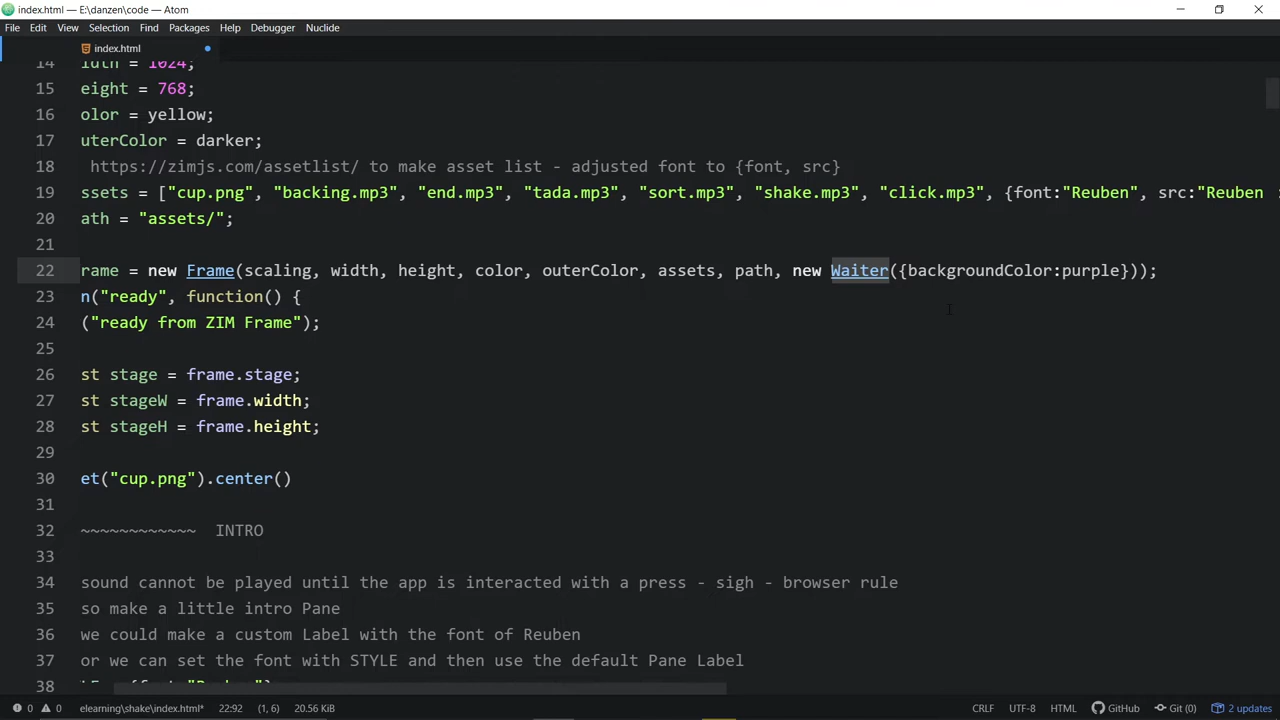 index.html — E:\danzen\code — Atom
File Edit View Selection Find Packages Help Debugger Nuclide
index.html
14 idth = 1024;
15 eight = 768;
16 olor = yellow;
17 uterColor = darker;
18 https://zimjs.com/assetlist/ to make asset list - adjusted font to {font, src}
19 ssets = ["cup.png", "backing.mp3", "end.mp3", "tada.mp3", "sort.mp3", "shake.mp3", "click.mp3", {font:"Reuben", src:"Reuben
20 ath = "assets/";
21
22 rame = new Frame(scaling, width, height, color, outerColor, assets, path, new Waiter({backgroundColor:purple}));
23 n("ready", function() {
24 ("ready from ZIM Frame");
25
26 st stage = frame.stage;
27 st stageW = frame.width;
28 st stageH = frame.height;
29
30 et("cup.png").center()
31
32 ~~~~~~~~~~~~ INTRO
33
34 sound cannot be played until the app is interacted with a press - sigh - browser rule
35 so make a little intro Pane
36 we could make a custom Label with the font of Reuben
37 or we can set the font with STYLE and then use the default Pane Label
38
0 0 elearning\shake\index.html* 22:92 (1, 6) 20.56 KiB CRLF UTF-8 HTML GitHub Git (0) 2 updates